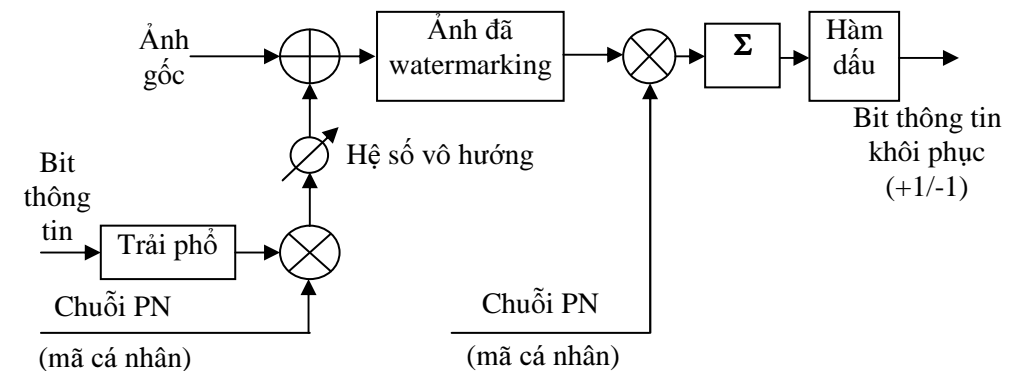 Ảnh
gốc
Ảnh đã
watermarking
Σ
Hàm
dấu
Bit thông tin
khôi phục
(+1/-1)
Hệ số vô hướng
Bit
thông
tin
Trải phổ
Chuỗi PN
(mã cá nhân)
Chuỗi PN
(mã cá nhân)